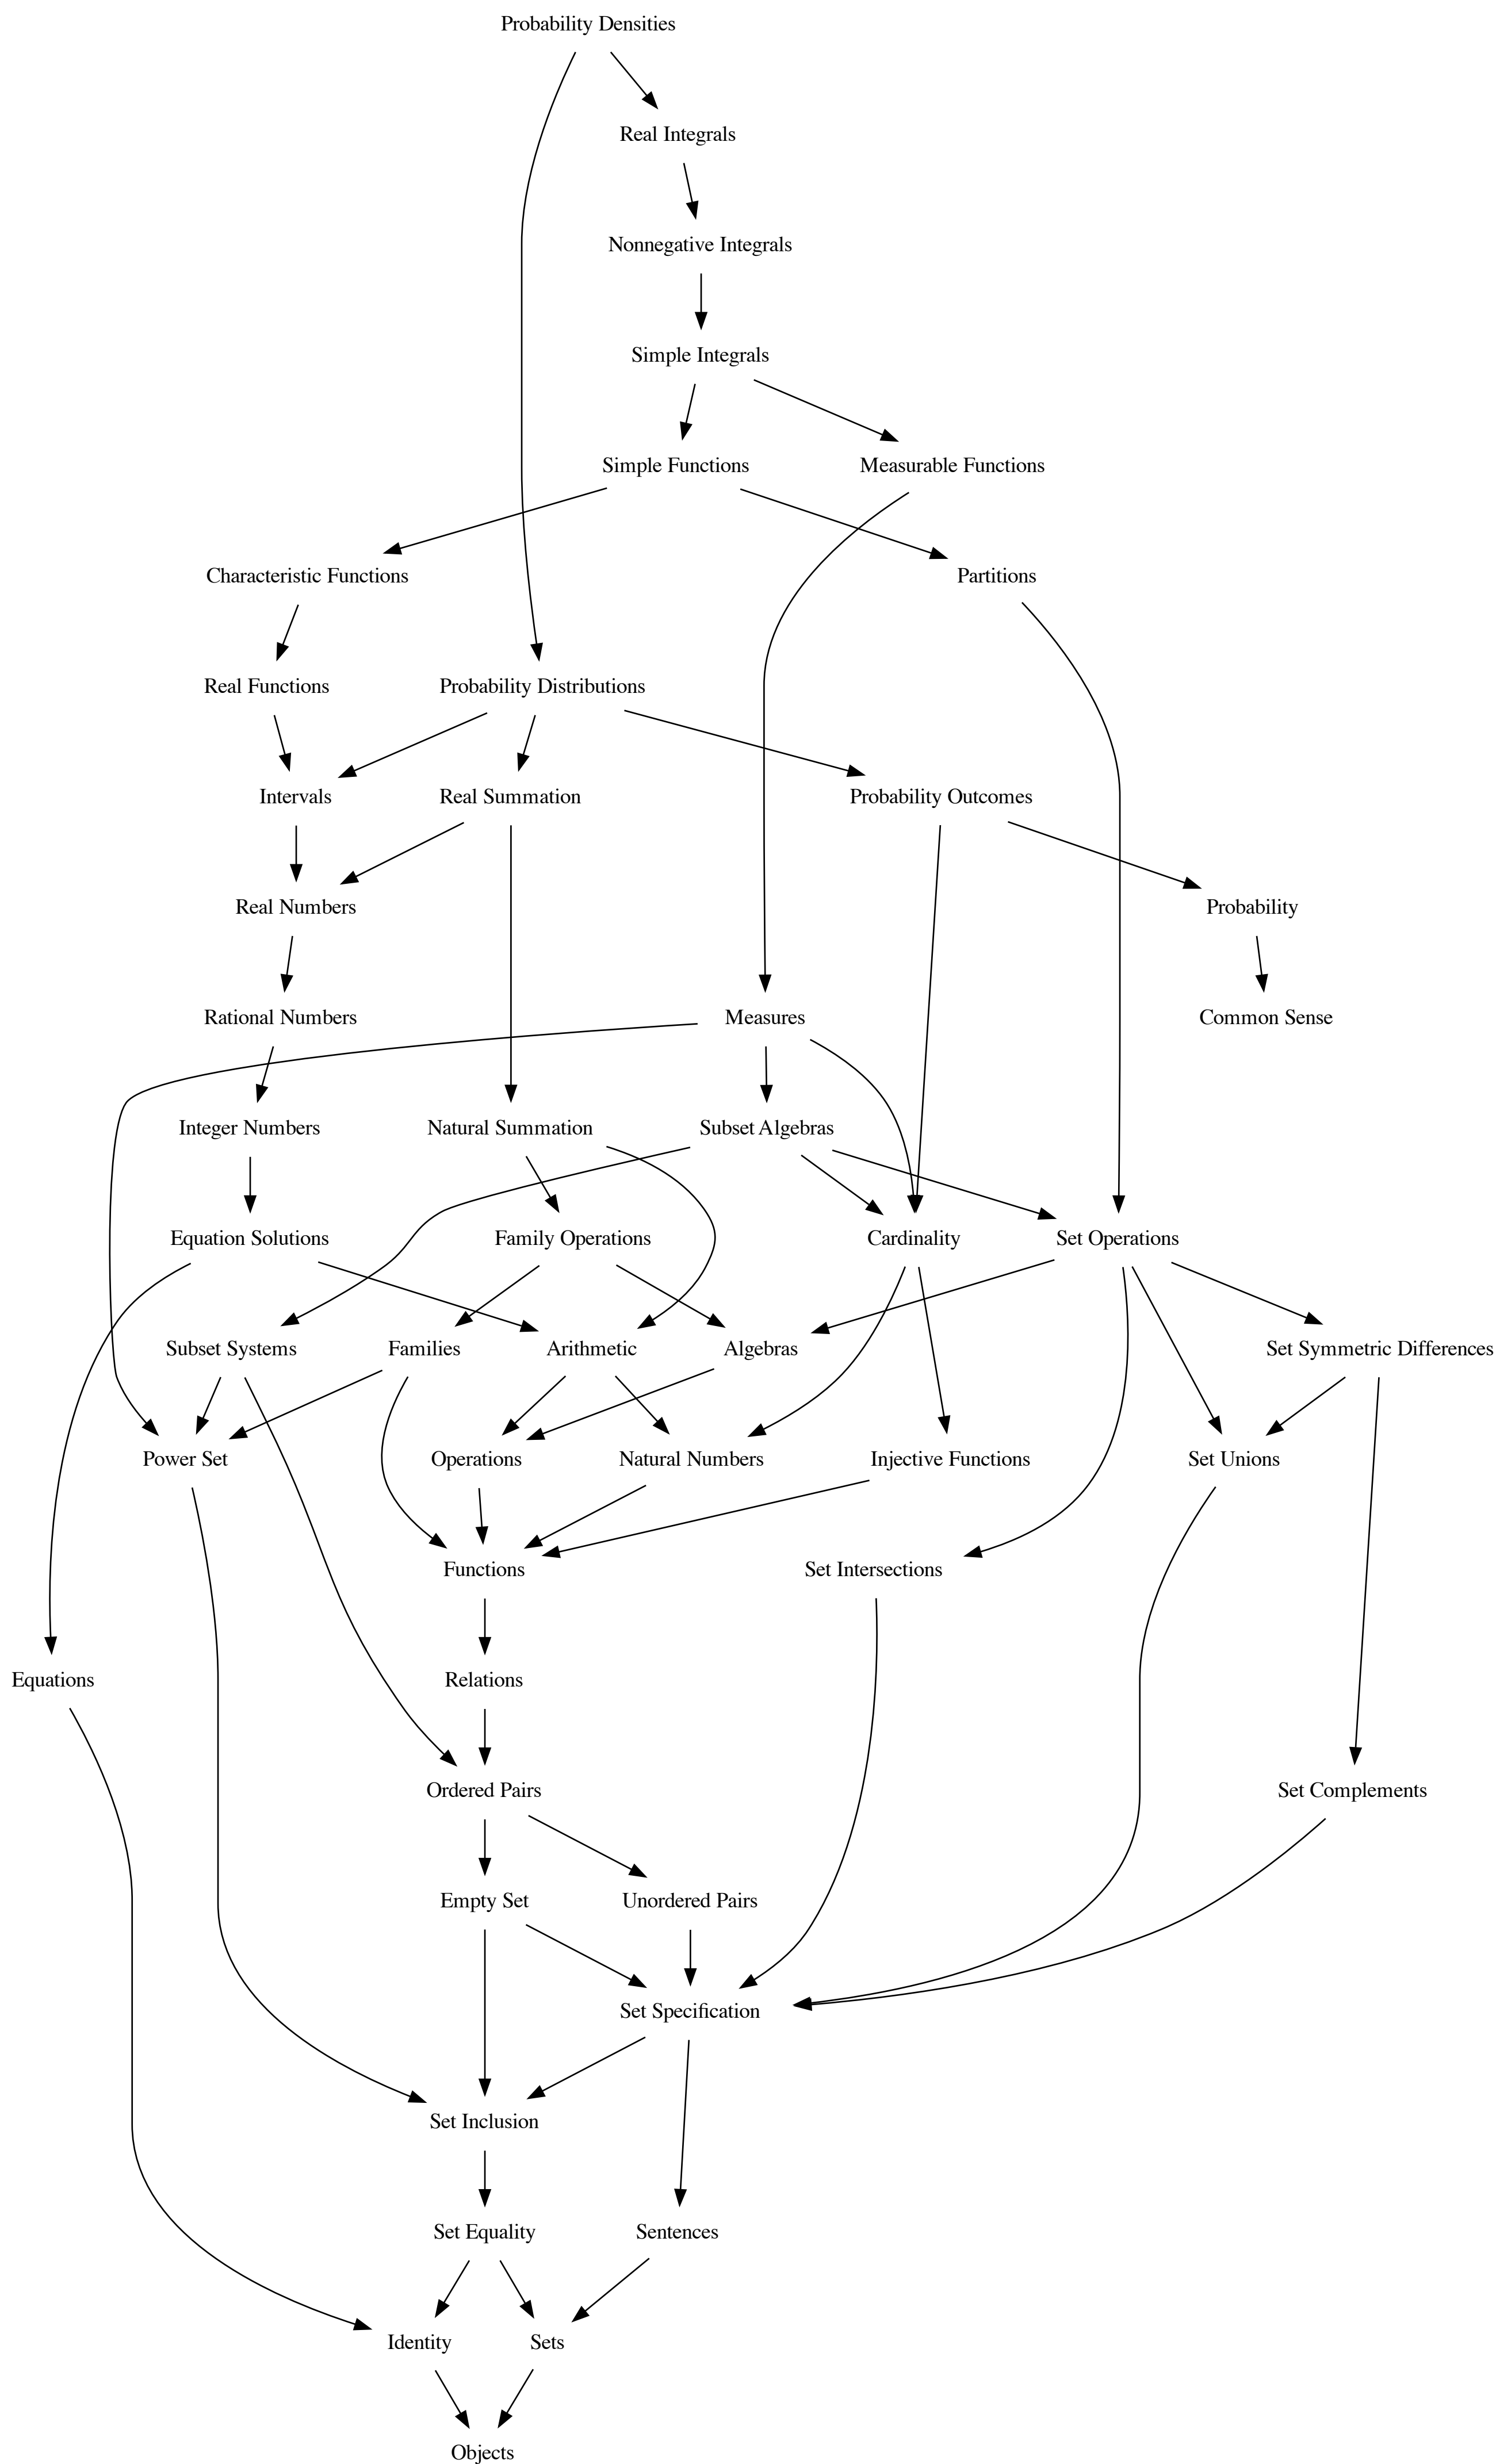 Probability Densities
Real Integrals
Nonnegative Integrals
Simple Integrals
Simple Functions
Measurable Functions
Characteristic Functions
Partitions
Real Functions
Probability Distributions
Intervals
Real Summation
Probability Outcomes
Real Numbers
Probability
Rational Numbers
Measures
Common Sense
Integer Numbers
Natural Summation
Subset Algebras
Equation Solutions
Family Operations
Cardinality
Set Operations
Subset Systems
Families
Arithmetic
Algebras
Set Symmetric Differences
Power Set
Operations
Natural Numbers
Injective Functions
Set Unions
Functions
Set Intersections
Equations
Relations
Ordered Pairs
Set Complements
Empty Set
Unordered Pairs
Set Specification
Set Inclusion
Set Equality
Sentences
Identity
Sets
Objects